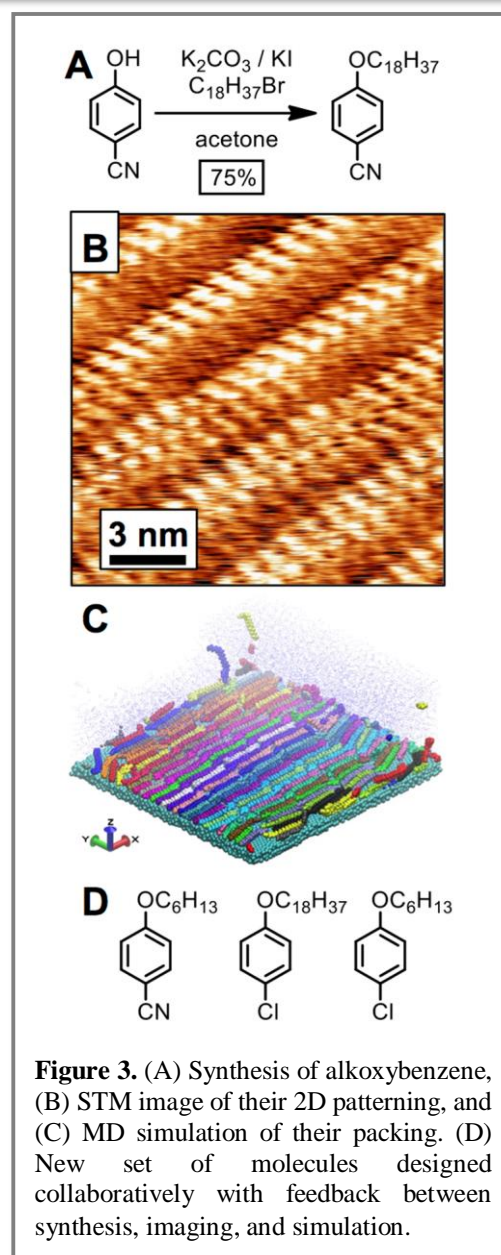 A
OH
K₂CO₃ / KI
C₁₈H₃₇Br
acetone
75%
CN
OC₁₈H₃₇
CN
B
3 nm
C
Z
Y
X
D
OC₆H₁₃
OC₁₈H₃₇
OC₆H₁₃
CN
Cl
Cl
Figure 3. (A) Synthesis of alkoxybenzene,
(B) STM image of their 2D patterning, and
(C) MD simulation of their packing. (D)
New set of molecules designed
collaboratively with feedback between
synthesis, imaging, and simulation.